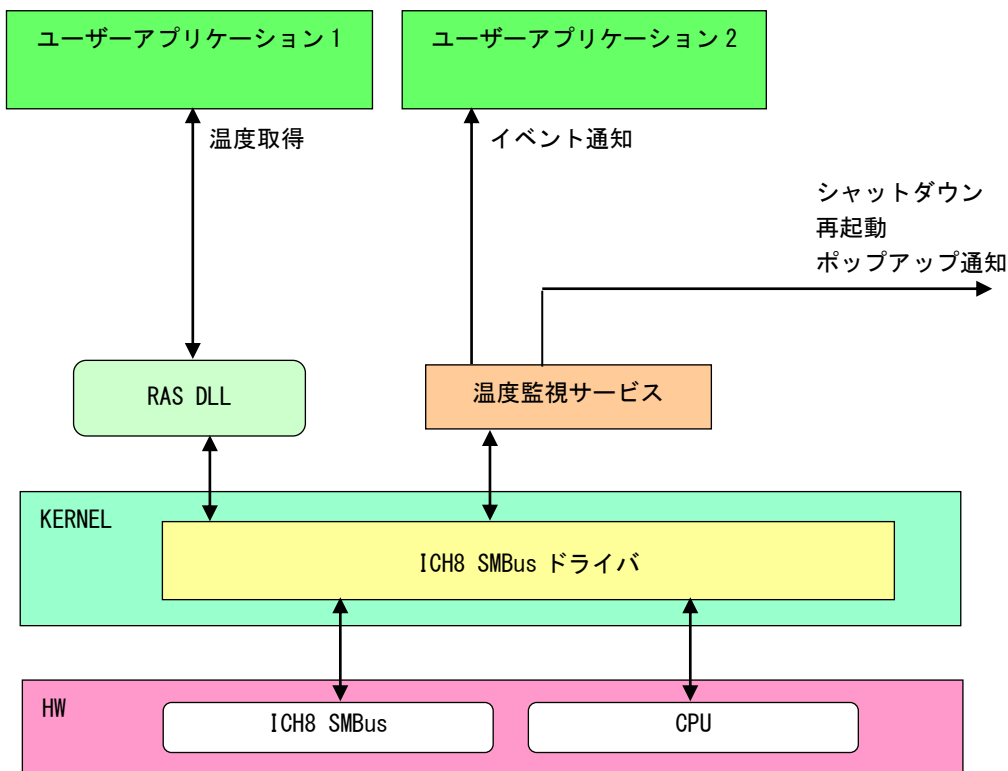 ユーザーアプリケーション1
ユーザーアプリケーション2
温度取得
イベント通知
シャットダウン
再起動
ポップアップ通知
RAS DLL
温度監視サービス
KERNEL
ICH8 SMBus ドライバ
HW
ICH8 SMBus
CPU